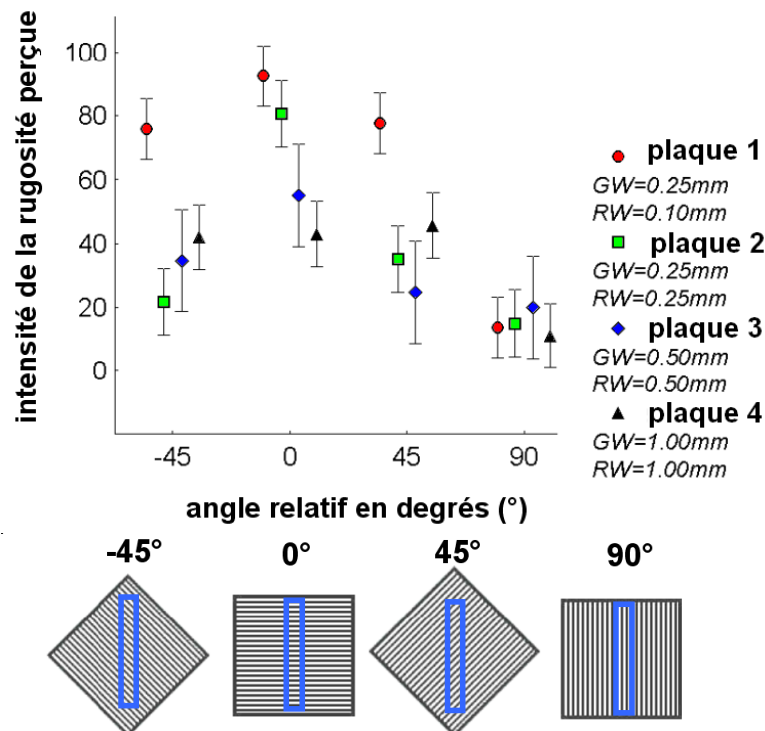 intensité de la rugosité perçue
100
80
60
40
20
0
-45
0
45
90
angle relatif en degrés (°)
plaque 1
GW=0.25mm
RW=0.10mm
plaque 2
GW=0.25mm
RW=0.25mm
plaque 3
GW=0.50mm
RW=0.50mm
plaque 4
GW=1.00mm
RW=1.00mm
-45° 0° 45° 90°